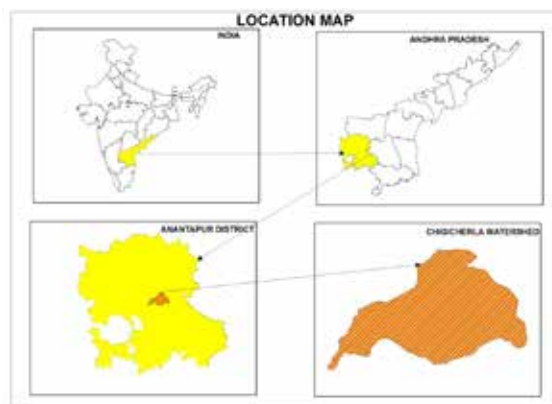 LOCATION MAP
INDIA
ANDHRA PRADESH
ANANTAPUR DISTRICT
CHIGICHERLA WATERSHED